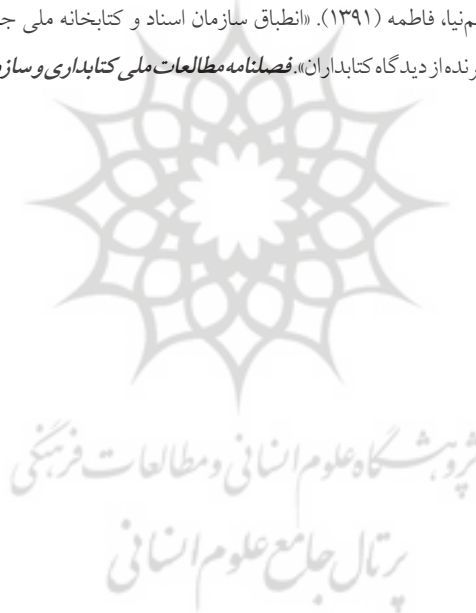 م‌نیا، فاطمه (۱۳۹۱). «انطباق سازمان اسناد و کتابخانه ملی ج
رنده از دیدگاه کتابداران». فصلنامه مطالعات ملی کتابداری و ساز
پژوهشگاه علوم انسانی و مطالعات فرهنگی
پرتال جامع علوم انسانی